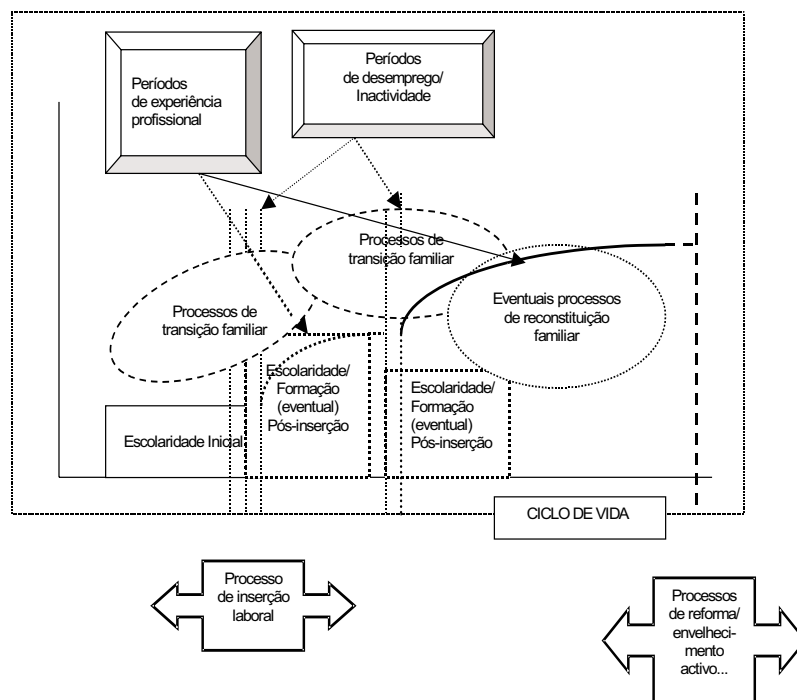 Períodos
de experiência
profissional
Períodos
de desemprego/
Inactividade
Processos de
transição familiar
Processos de
transição familiar
Eventuais processos
de reconstituição
familiar
Escolaridade/
Formação
(eventual)
Pós-inserção
Escolaridade/
Formação
(eventual)
Pós-inserção
Escolaridade Inicial
CICLO DE VIDA
Processo
de inserção
laboral
Processos
de reforma/
envelheci-
mento
activo...